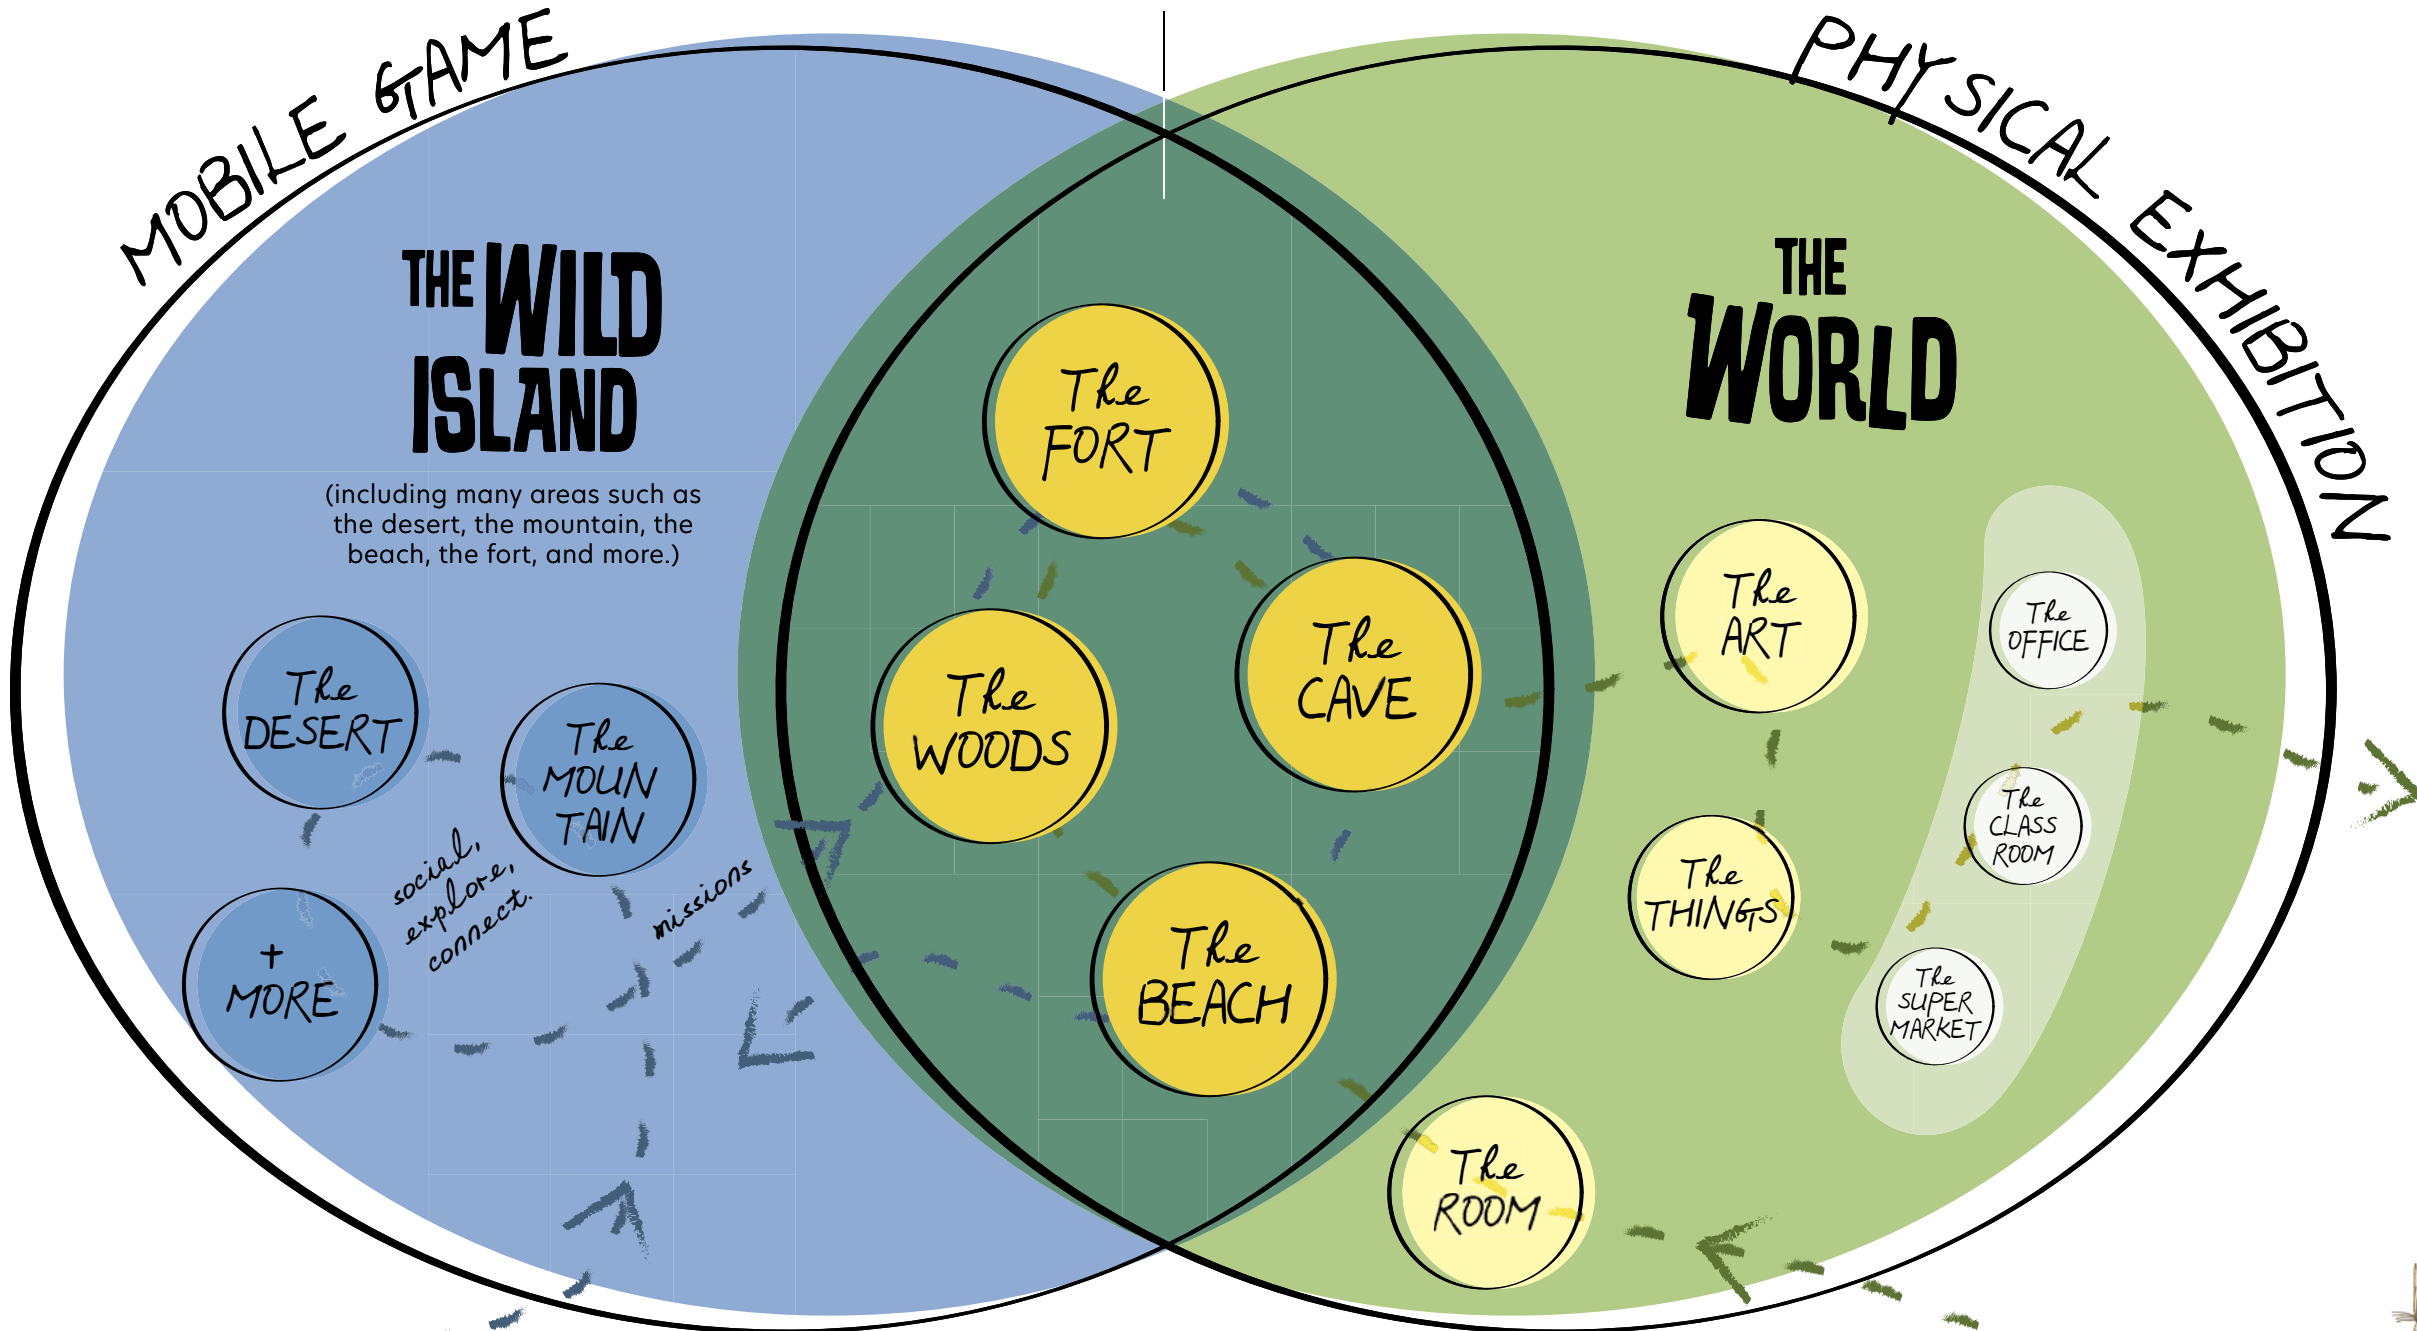 MOBILE GAME
PHYSICAL EXHIBITION
THE WILD
ISLAND
(including many areas such as
the desert, the mountain, the
beach, the fort, and more.)
The
DESERT
The
MOUN
TAIN
+
MORE
social,
explore,
connect.
missions
The
FORT
The
WOODS
The
CAVE
The
BEACH
THE
WORLD
The
ART
The
THINGS
The
ROOM
The
OFFICE
The
CLASS
ROOM
The
SUPER
MARKET